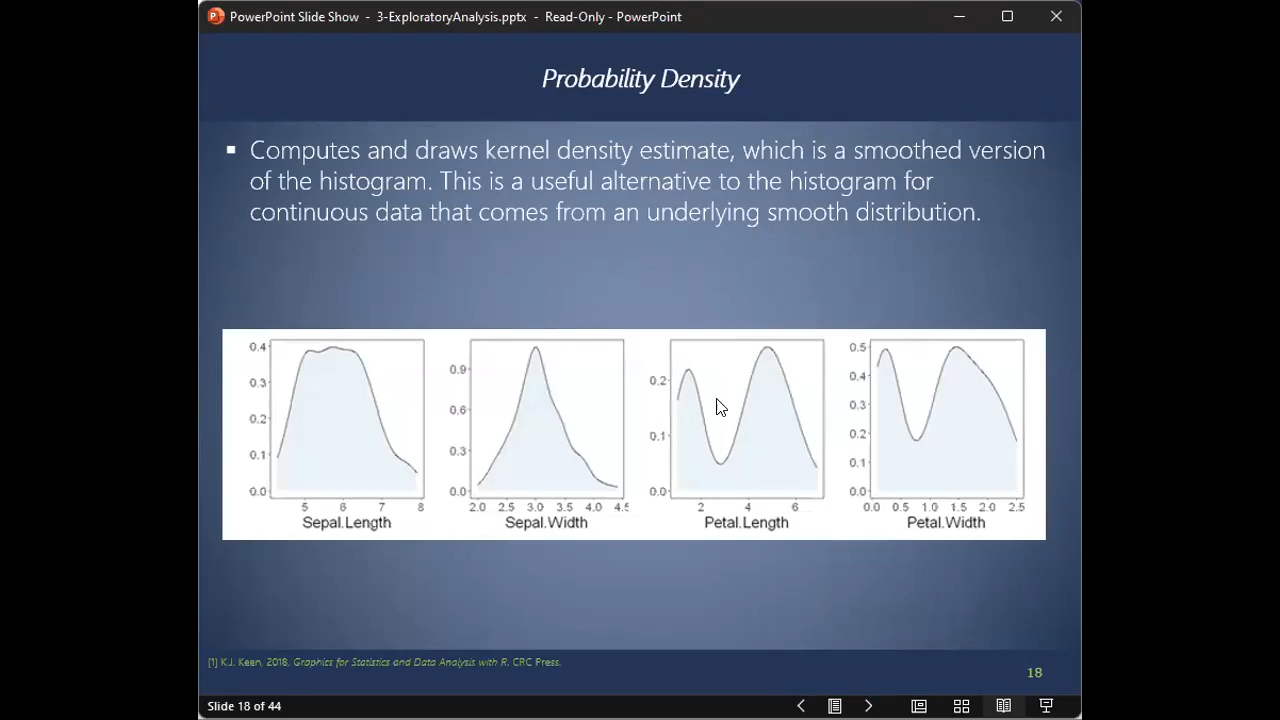 PowerPoint Slide Show - 3-ExploratoryAnalysis.pptx - Read-Only - PowerPoint
Probability Density
▪ Computes and draws kernel density estimate, which is a smoothed version
of the histogram. This is a useful alternative to the histogram for
continuous data that comes from an underlying smooth distribution.
0.4
0.3
0.2
0.1
0.0
5 6 7 8
Sepal.Length
0.9
0.6
0.3
0.0
2.0 2.5 3.0 3.5 4.0 4.5
Sepal.Width
0.2
0.1
0.0
2 4 6
Petal.Length
0.5
0.4
0.3
0.2
0.1
0.0
0.0 0.5 1.0 1.5 2.0 2.5
Petal.Width
[1] K.J. Keen, 2018, Graphics for Statistics and Data Analysis with R. CRC Press.
18
Slide 18 of 44